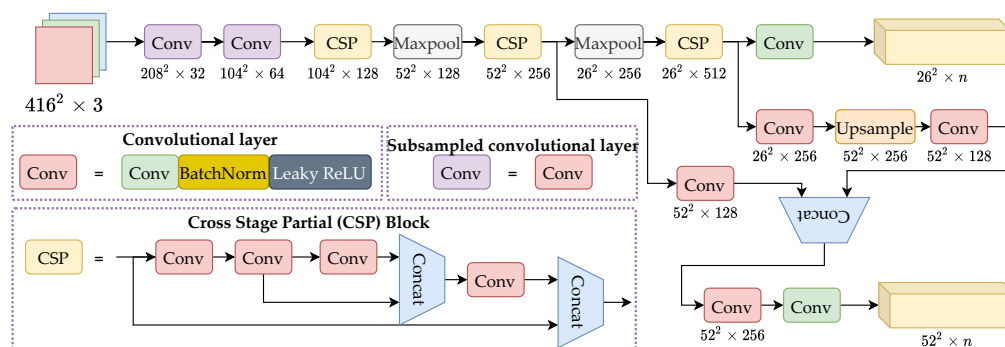 Conv
Conv
CSP
Maxpool
CSP
Maxpool
CSP
Conv
208² × 32
104² × 64
104² × 128
52² × 128
52² × 256
26² × 256
26² × 512
26² × n
416² × 3
Conv
Upsample
Conv
26² × 256
52² × 256
52² × 128
Convolutional layer
Conv = Conv BatchNorm Leaky ReLU
Subsampled convolutional layer
Conv = Conv
Conv
52² × 128
Concat
Cross Stage Partial (CSP) Block
CSP = Conv Conv Conv
Concat
Conv
Concat
Conv
Conv
52² × 256
52² × n